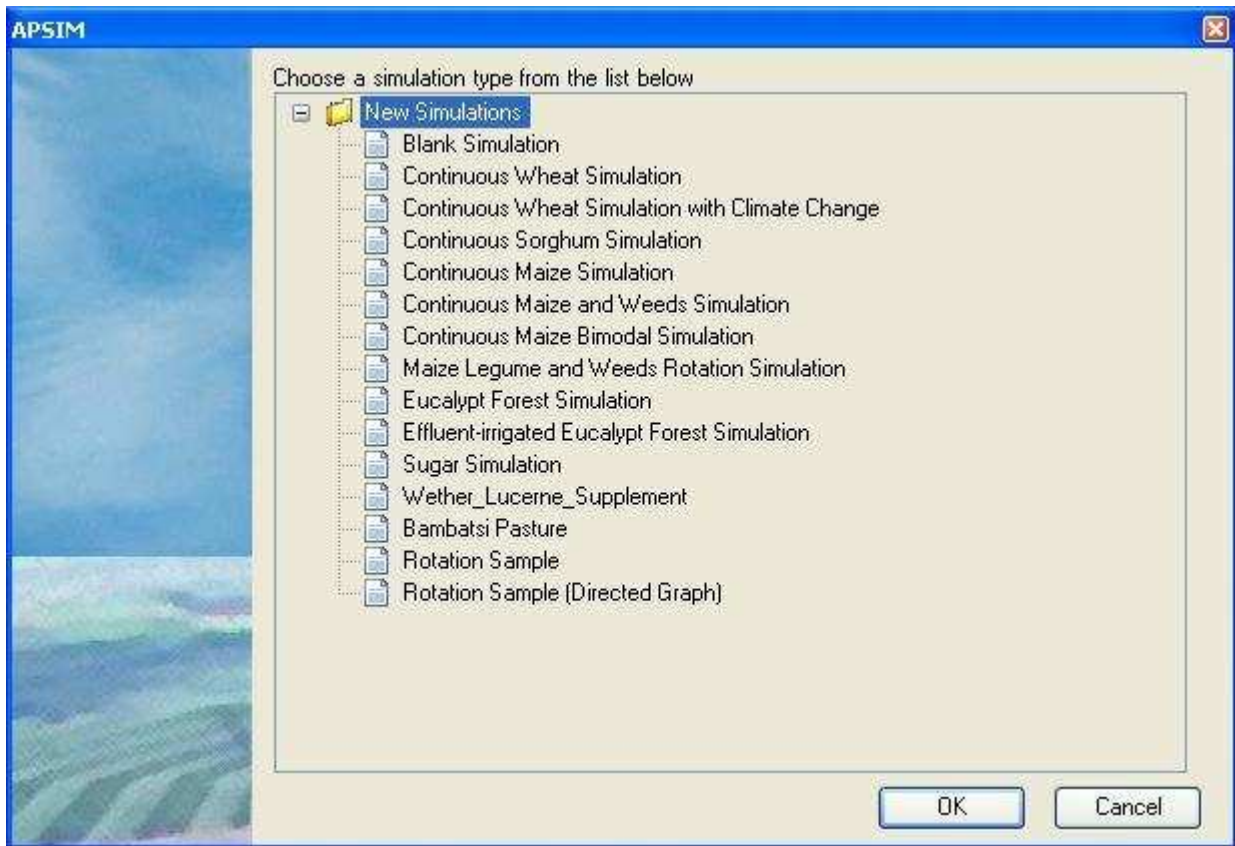 APSIM
Choose a simulation type from the list below
New Simulations
Blank Simulation
Continuous Wheat Simulation
Continuous Wheat Simulation with Climate Change
Continuous Sorghum Simulation
Continuous Maize Simulation
Continuous Maize and Weeds Simulation
Continuous Maize Bimodal Simulation
Maize Legume and Weeds Rotation Simulation
Eucalypt Forest Simulation
Effluent-irrigated Eucalypt Forest Simulation
Sugar Simulation
Wether_Lucerne_Supplement
Bambatsi Pasture
Rotation Sample
Rotation Sample (Directed Graph)
OK Cancel